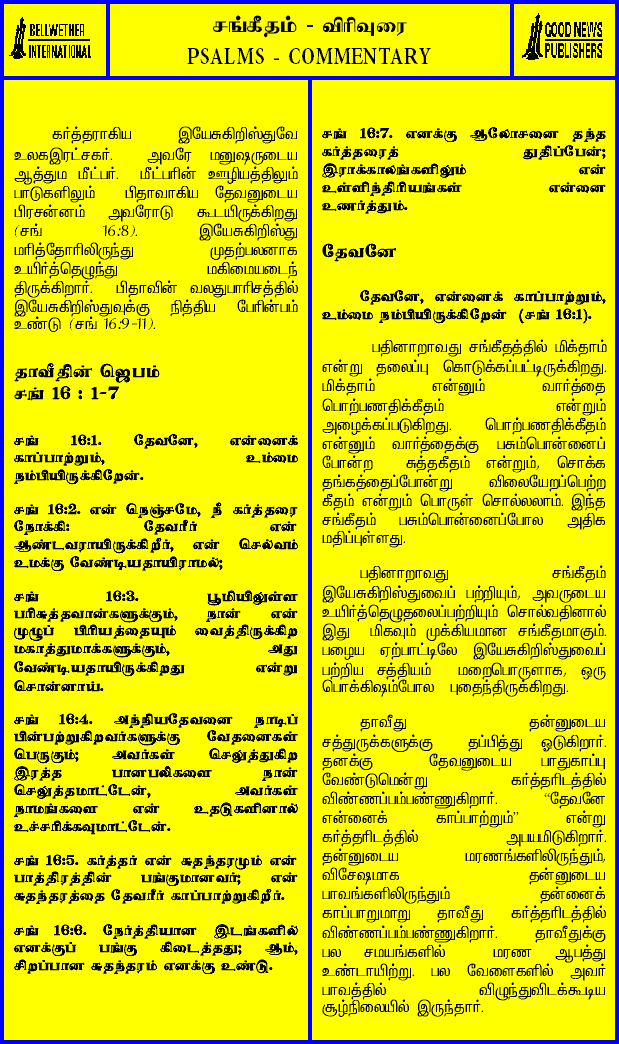 BELLWETHER
INTERNATIONAL
சங்கீதம் - விரிவுரை
PSALMS - COMMENTARY
GOOD NEWS
PUBLISHERS
கர்த்தராகிய இயேசுகிறிஸ்துவே
உலகஇரட்சகர். அவரே மனுஷருடைய
ஆத்தும மீட்பர். மீட்பரின் ஊழியத்திலும்
பாடுகளிலும் பிதாவாகிய தேவனுடைய
பிரசன்னம் அவரோடு கூடயிருக்கிறது
(சங் 16:8). இயேசுகிறிஸ்து
மரித்தோரிலிருந்து முதற்பலனாக
உயிர்த்தெழுந்து மகிமையடைந்
திருக்கிறார். பிதாவின் வலதுபாரிசத்தில்
இயேசுகிறிஸ்துவுக்கு நித்திய பேரின்பம்
உண்டு (சங் 16:9-11).
தாவீதின் ஜெபம்
சங் 16 : 1-7
சங் 16:1. தேவனே, என்னைக்
காப்பாற்றும், உம்மை
நம்பியிருக்கிறேன்.
சங் 16:2. என் நெஞ்சமே, நீ கர்த்தரை
நோக்கி: தேவரீர் என்
ஆண்டவராயிருக்கிறீர், என் செல்வம்
உமக்கு வேண்டியதாயிராமல்;
சங் 16:3. பூமியிலுள்ள
பரிசுத்தவான்களுக்கும், நான் என்
முழுப் பிரியத்தையும் வைத்திருக்கிற
மகாத்துமாக்களுக்கும், அது
வேண்டியதாயிருக்கிறது என்று
சொன்னாய்.
சங் 16:4. அந்நியதேவனை நாடிப்
பின்பற்றுகிறவர்களுக்கு வேதனைகள்
பெருகும்; அவர்கள் செலுத்துகிற
இரத்த பானபலிகளை நான்
செலுத்தமாட்டேன், அவர்கள்
நாமங்களை என் உதடுகளினால்
உச்சரிக்கவுமாட்டேன்.
சங் 16:5. கர்த்தர் என் சுதந்தரமும் என்
பாத்திரத்தின் பங்குமானவர்; என்
சுதந்தரத்தை தேவரீர் காப்பாற்றுகிறீர்.
சங் 16:6. நேர்த்தியான இடங்களில்
எனக்குப் பங்கு கிடைத்தது; ஆம்,
சிறப்பான சுதந்தரம் எனக்கு உண்டு.
சங் 16:7. எனக்கு ஆலோசனை தந்த
கர்த்தரைத் துதிப்பேன்;
இராக்காலங்களிலும் என்
உள்ளிந்திரியங்கள் என்னை
உணர்த்தும்.
தேவனே
தேவனே, என்னைக் காப்பாற்றும்,
உம்மை நம்பியிருக்கிறேன் (சங் 16:1).
பதினாறாவது சங்கீதத்தில் மிக்தாம்
என்று தலைப்பு கொடுக்கப்பட்டிருக்கிறது.
மிக்தாம் என்னும் வார்த்தை
பொற்பணதிக்கீதம் என்றும்
அழைக்கப்படுகிறது. பொற்பணதிக்கீதம்
என்னும் வார்த்தைக்கு பசும்பொன்னைப்
போன்ற சுத்தகீதம் என்றும், சொக்க
தங்கத்தைப்போன்று விலையேறப்பெற்ற
கீதம் என்றும் பொருள் சொல்லலாம். இந்த
சங்கீதம் பசும்பொன்னைப்போல அதிக
மதிப்புள்ளது.
பதினாறாவது சங்கீதம்
இயேசுகிறிஸ்துவைப் பற்றியும், அவருடைய
உயிர்த்தெழுதலைப்பற்றியும் சொல்வதினால்
இது மிகவும் முக்கியமான சங்கீதமாகும்.
பழைய ஏற்பாட்டிலே இயேசுகிறிஸ்துவைப்
பற்றிய சத்தியம் மறைபொருளாக, ஒரு
பொக்கிஷம்போல புதைந்திருக்கிறது.
தாவீது தன்னுடைய
சத்துருக்களுக்கு தப்பித்து ஓடுகிறார்.
தனக்கு தேவனுடைய பாதுகாப்பு
வேண்டுமென்று கர்த்தரிடத்தில்
விண்ணப்பம்பண்ணுகிறார். “தேவனே
என்னைக் காப்பாற்றும்” என்று
கர்த்தரிடத்தில் அபயமிடுகிறார்.
தன்னுடைய மரணங்களிலிருந்தும்,
விசேஷமாக தன்னுடைய
பாவங்களிலிருந்தும் தன்னைக்
காப்பாறுமாறு தாவீது கர்த்தரிடத்தில்
விண்ணப்பம்பண்ணுகிறார். தாவீதுக்கு
பல சமயங்களில் மரண ஆபத்து
உண்டாயிற்று. பல வேளைகளில் அவர்
பாவத்தில் விழுந்துவிடக்கூடிய
சூழ்நிலையில் இருந்தார்.